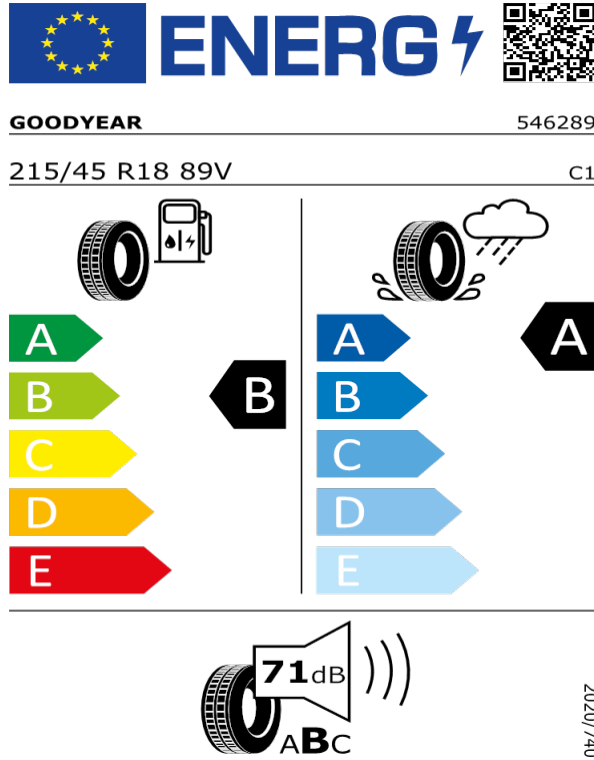 ENERG
GOODYEAR 546289
215/45 R18 89V C1
A A A
B B B
C C
D D
E E
71dB
ABC
2020/740